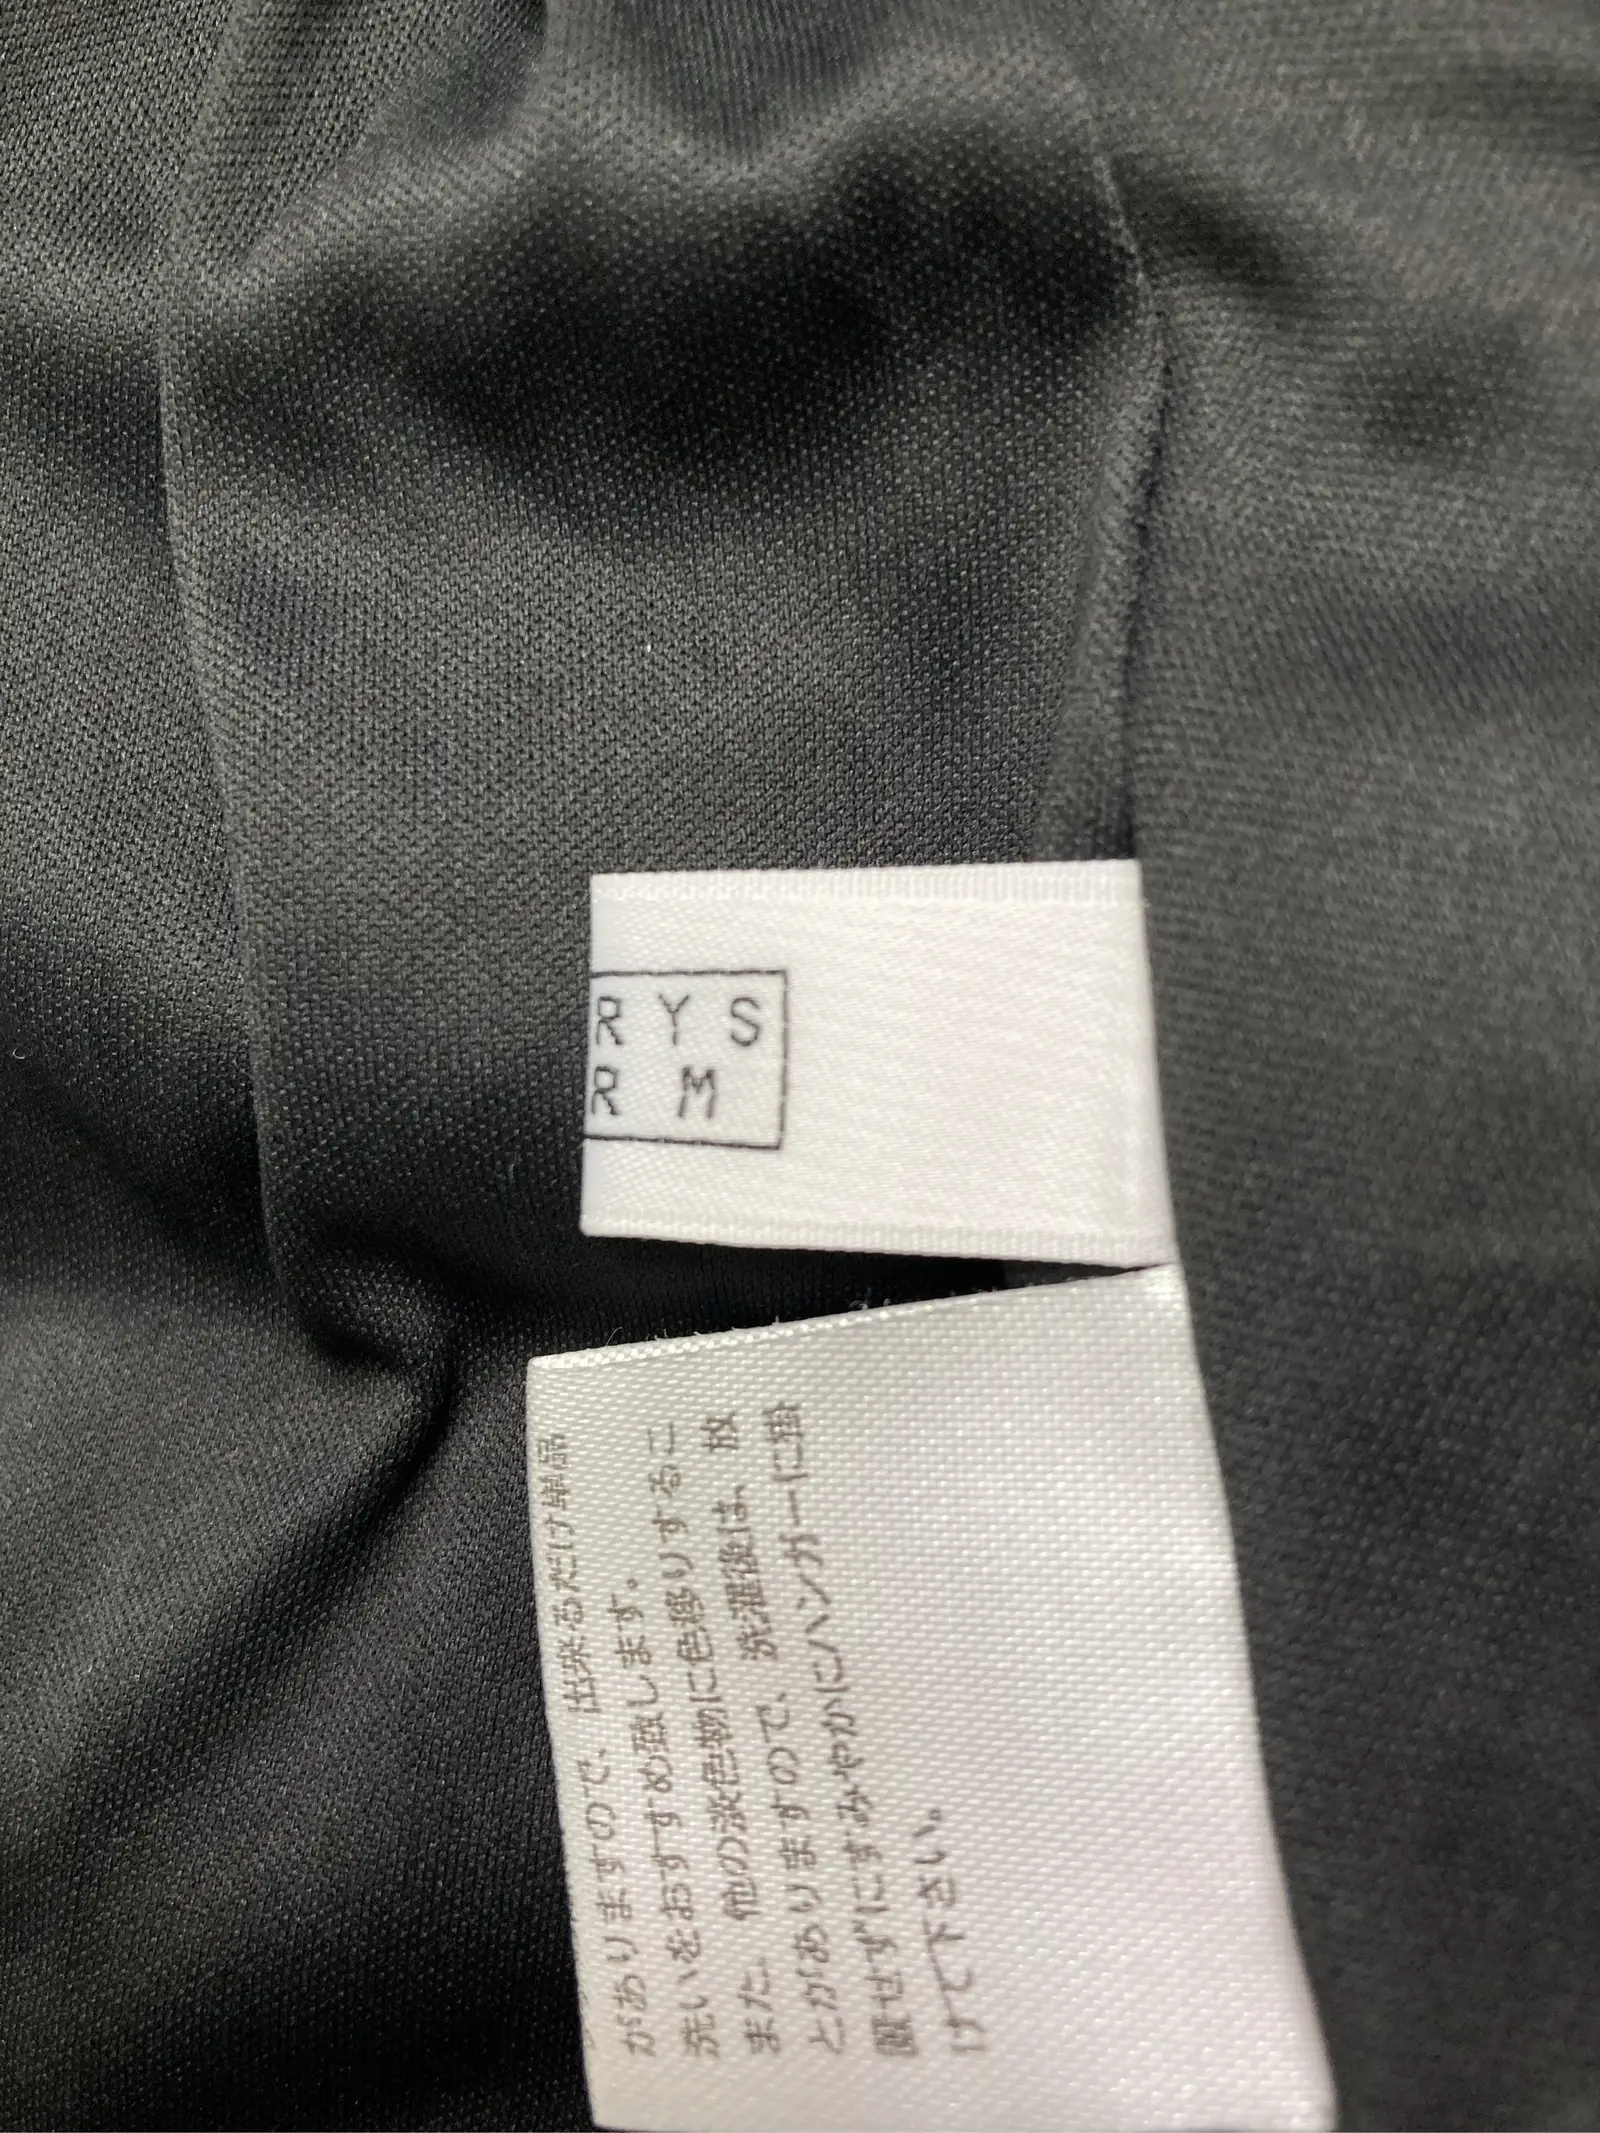 RYS
R M
がありますので、出来るだけ単品
洗いをおすすめ致します。
また、他の淡色物に色移りするこ
とがありますので、洗濯後は、放
置せずにすみやかにハンガーに掛
けて下さい。